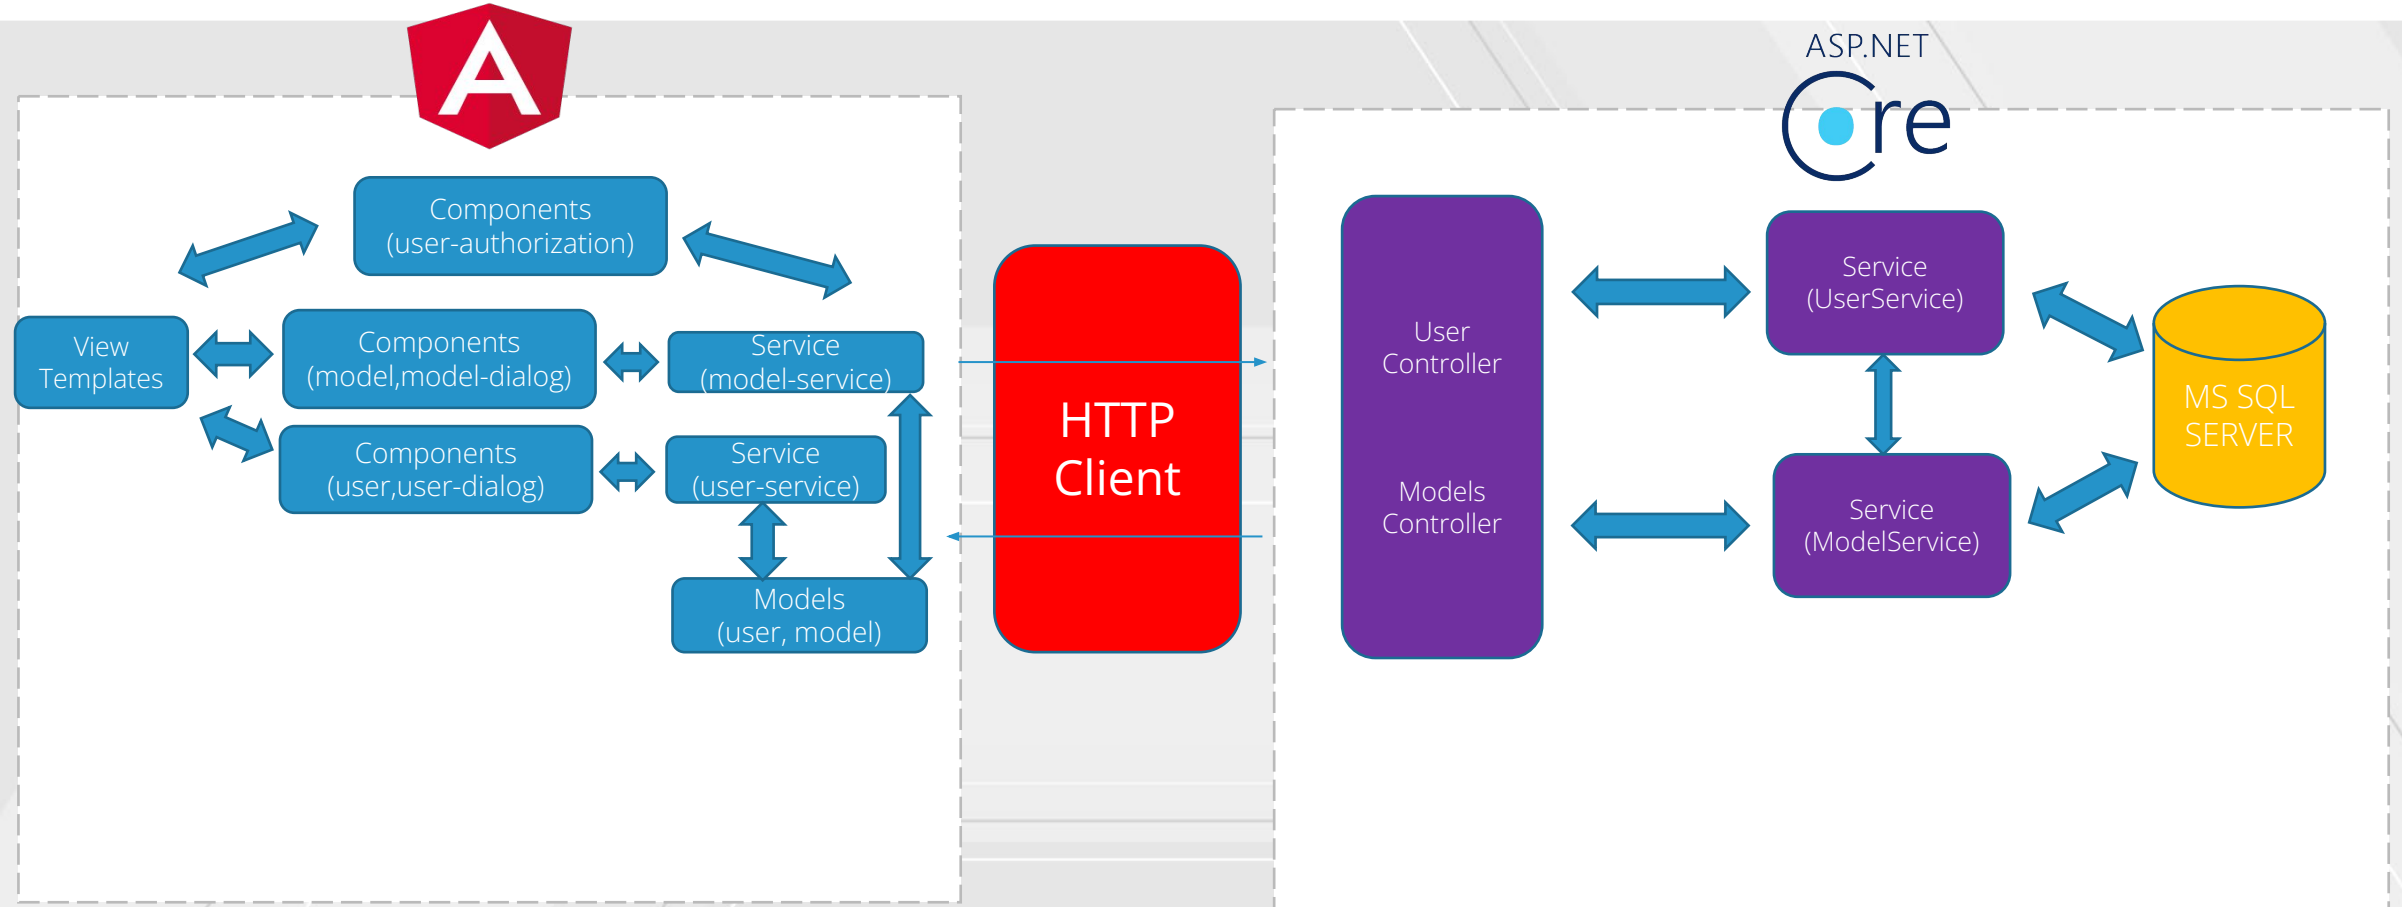 ASP.NET
Core
Components
(user-authorization)
View
Templates
Components
(model,model-dialog)
Service
(model-service)
Components
(user,user-dialog)
Service
(user-service)
Models
(user, model)
HTTP
Client
User
Controller
Models
Controller
Service
(UserService)
Service
(ModelService)
MS SQL
SERVER